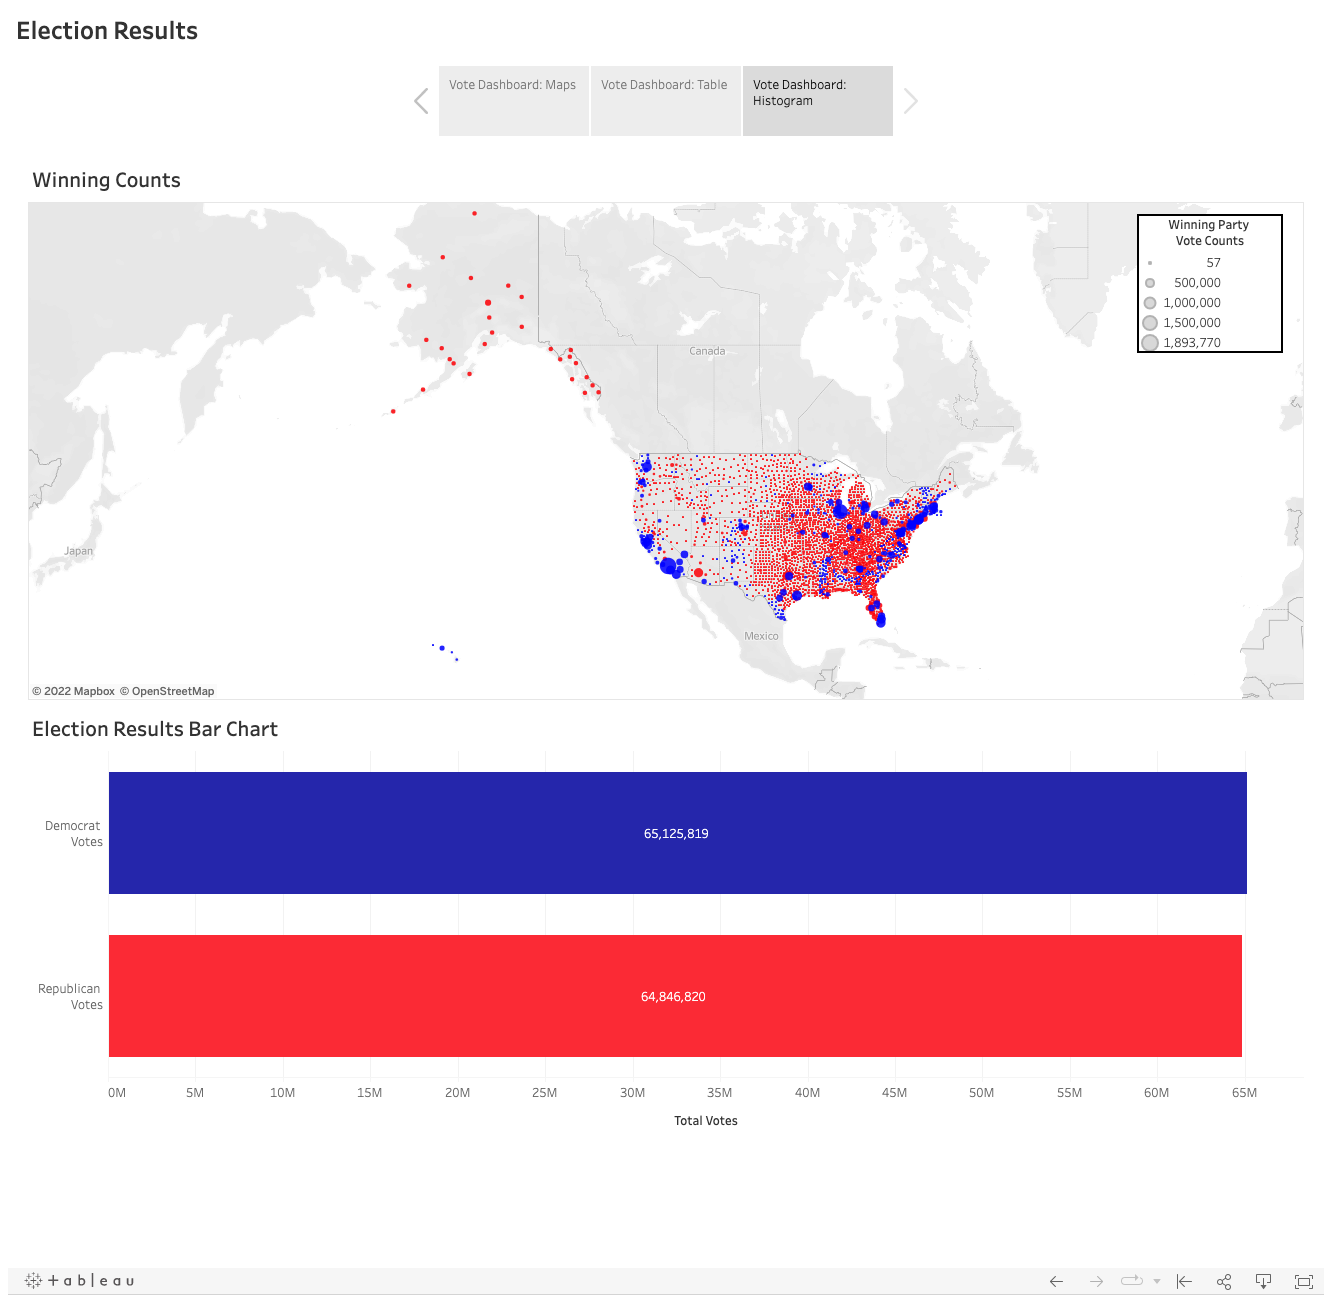 Election Results
Vote Dashboard: Maps
Vote Dashboard: Table
Vote Dashboard:
Histogram
Winning Counts
Winning Party
Vote Counts
57
500,000
1,000,000
1,500,000
1,893,770
Canada
Japan
Mexico
© 2022 Mapbox © OpenStreetMap
Election Results Bar Chart
Democrat
Votes
65,125,819
Republican
Votes
64,846,820
0M 5M 10M 15M 20M 25M 30M 35M 40M 45M 50M 55M 60M 65M
Total Votes
+ableau